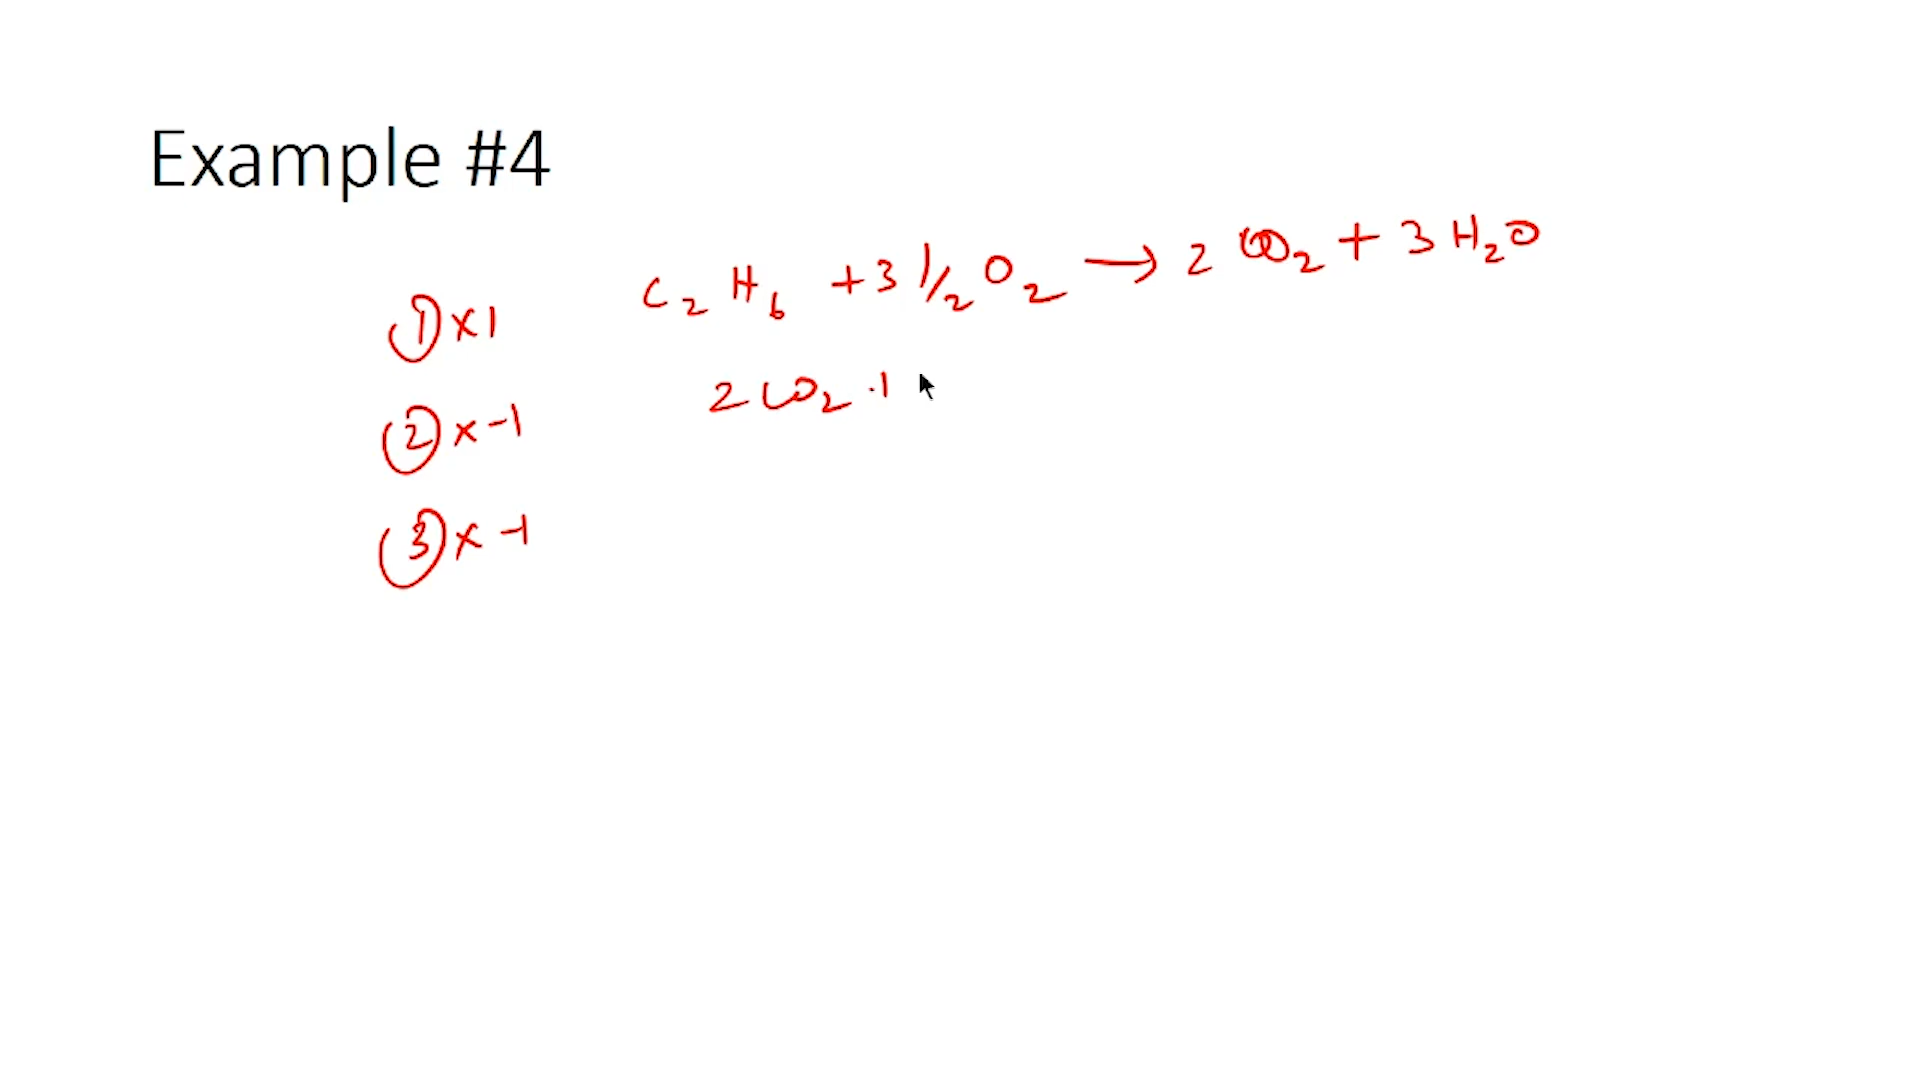 Example #4
C₂H₆ + 3 1/2 O₂ → 2 CO₂ + 3 H₂O
① x 1
2 CO₂
② x -1
③ x -1